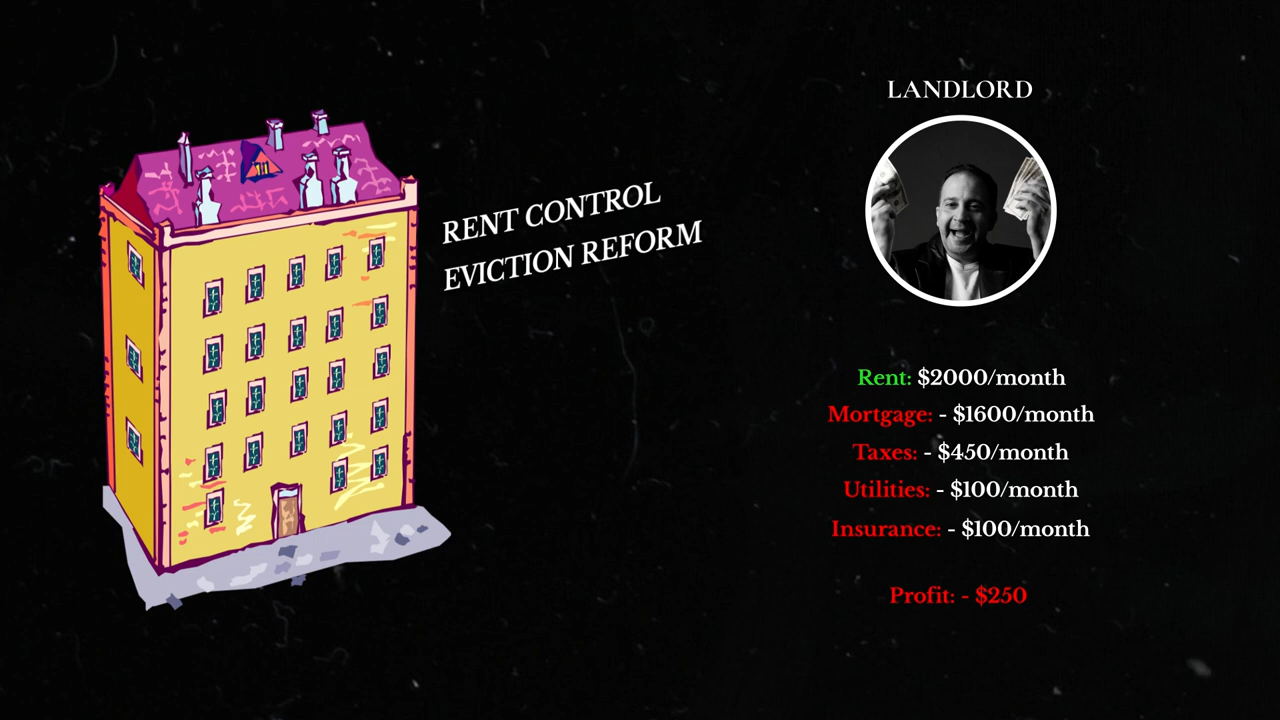 RENT CONTROL
EVICTION REFORM
LANDLORD
Rent: $2000/month
Mortgage: - $1600/month
Taxes: - $450/month
Utilities: - $100/month
Insurance: - $100/month
Profit: - $250